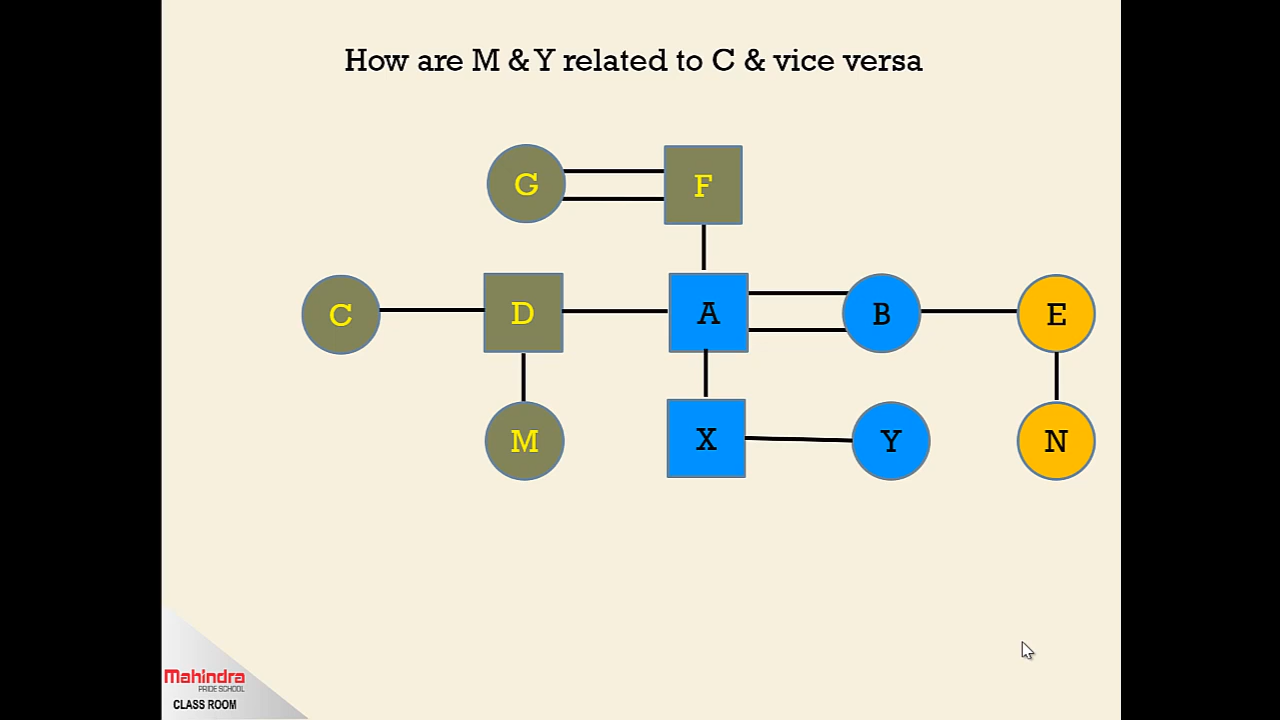 How are M & Y related to C & vice versa
G F
C D A B E
M X Y N
Mahindra
PRIDE SCHOOL
CLASS ROOM